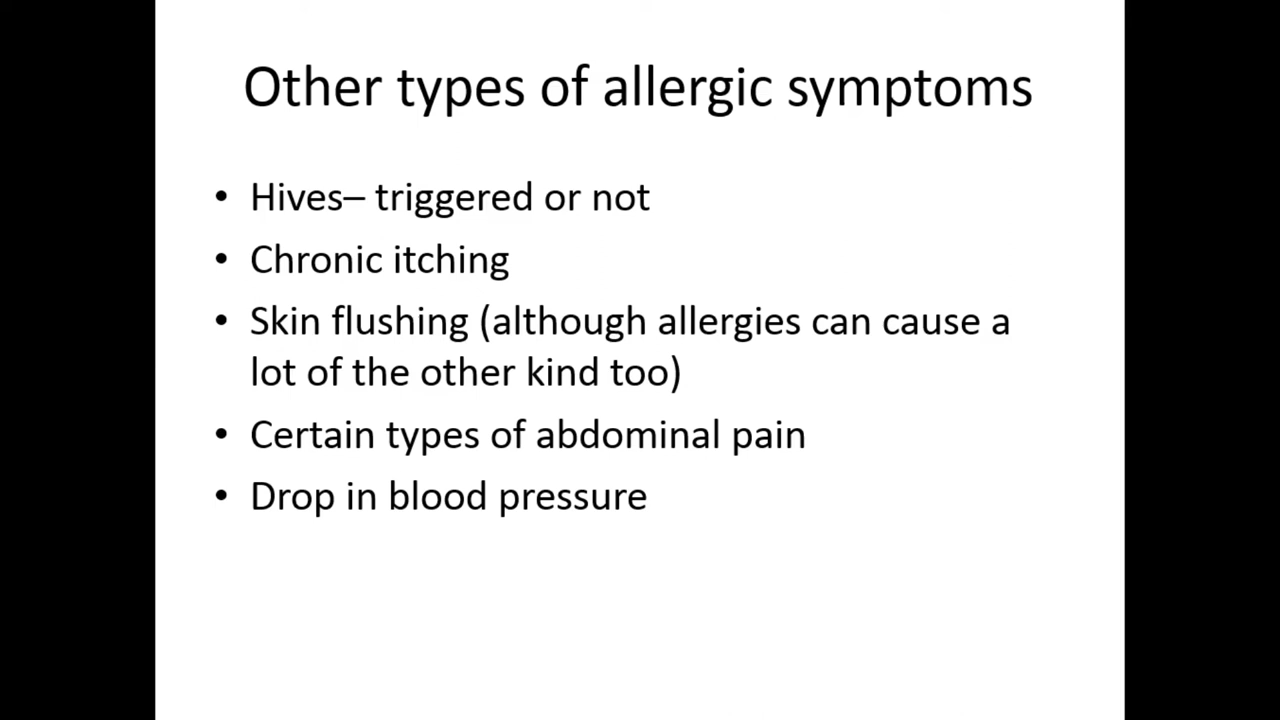 Other types of allergic symptoms
• Hives– triggered or not
• Chronic itching
• Skin flushing (although allergies can cause a
lot of the other kind too)
• Certain types of abdominal pain
• Drop in blood pressure